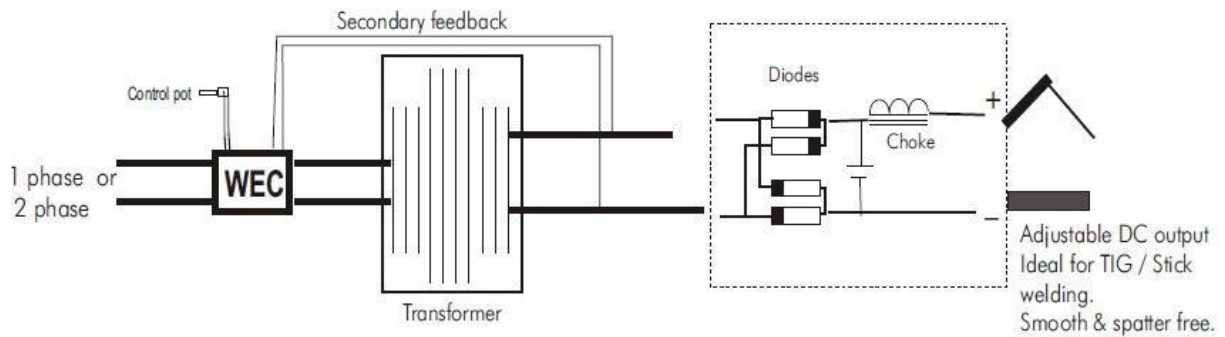 Secondary feedback
Control pot
1 phase or
2 phase
WEC
Transformer
Diodes
Choke
+
–
Adjustable DC output
Ideal for TIG / Stick
welding.
Smooth & spatter free.